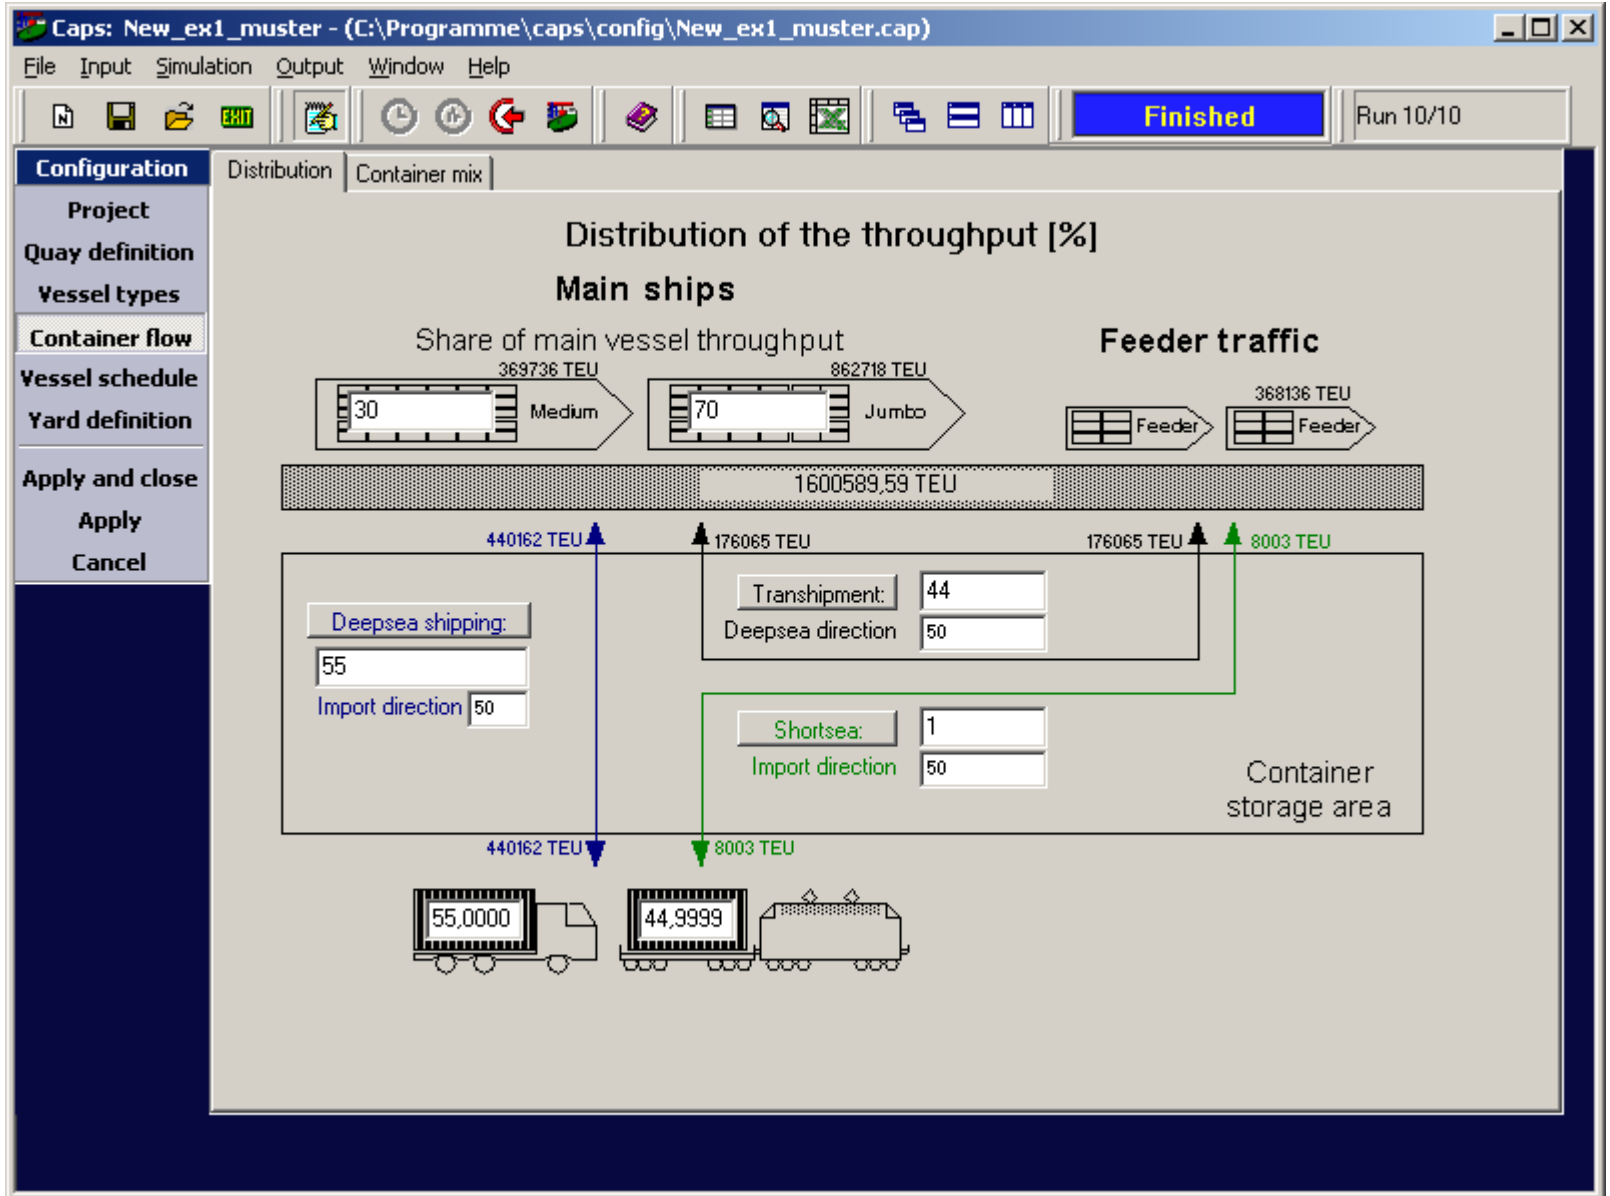 Caps: New_ex1_muster - (C:\Programme\caps\config\New_ex1_muster.cap)
File Input Simulation Output Window Help
N EXIT Finished Run 10/10
Configuration
Project
Quay definition
Vessel types
Container flow
Vessel schedule
Yard definition
Apply and close
Apply
Cancel
Distribution Container mix
Distribution of the throughput [%]
Main ships
Share of main vessel throughput
Feeder traffic
369736 TEU 862718 TEU 368136 TEU
30 Medium 70 Jumbo Feeder Feeder
1600589,59 TEU
440162 TEU 176065 TEU 176065 TEU 8003 TEU
Transhipment: 44
Deepsea direction 50
Deepsea shipping:
55
Import direction 50
Shortsea: 1
Import direction 50
Container
storage area
440162 TEU 8003 TEU
55,0000 44,9999